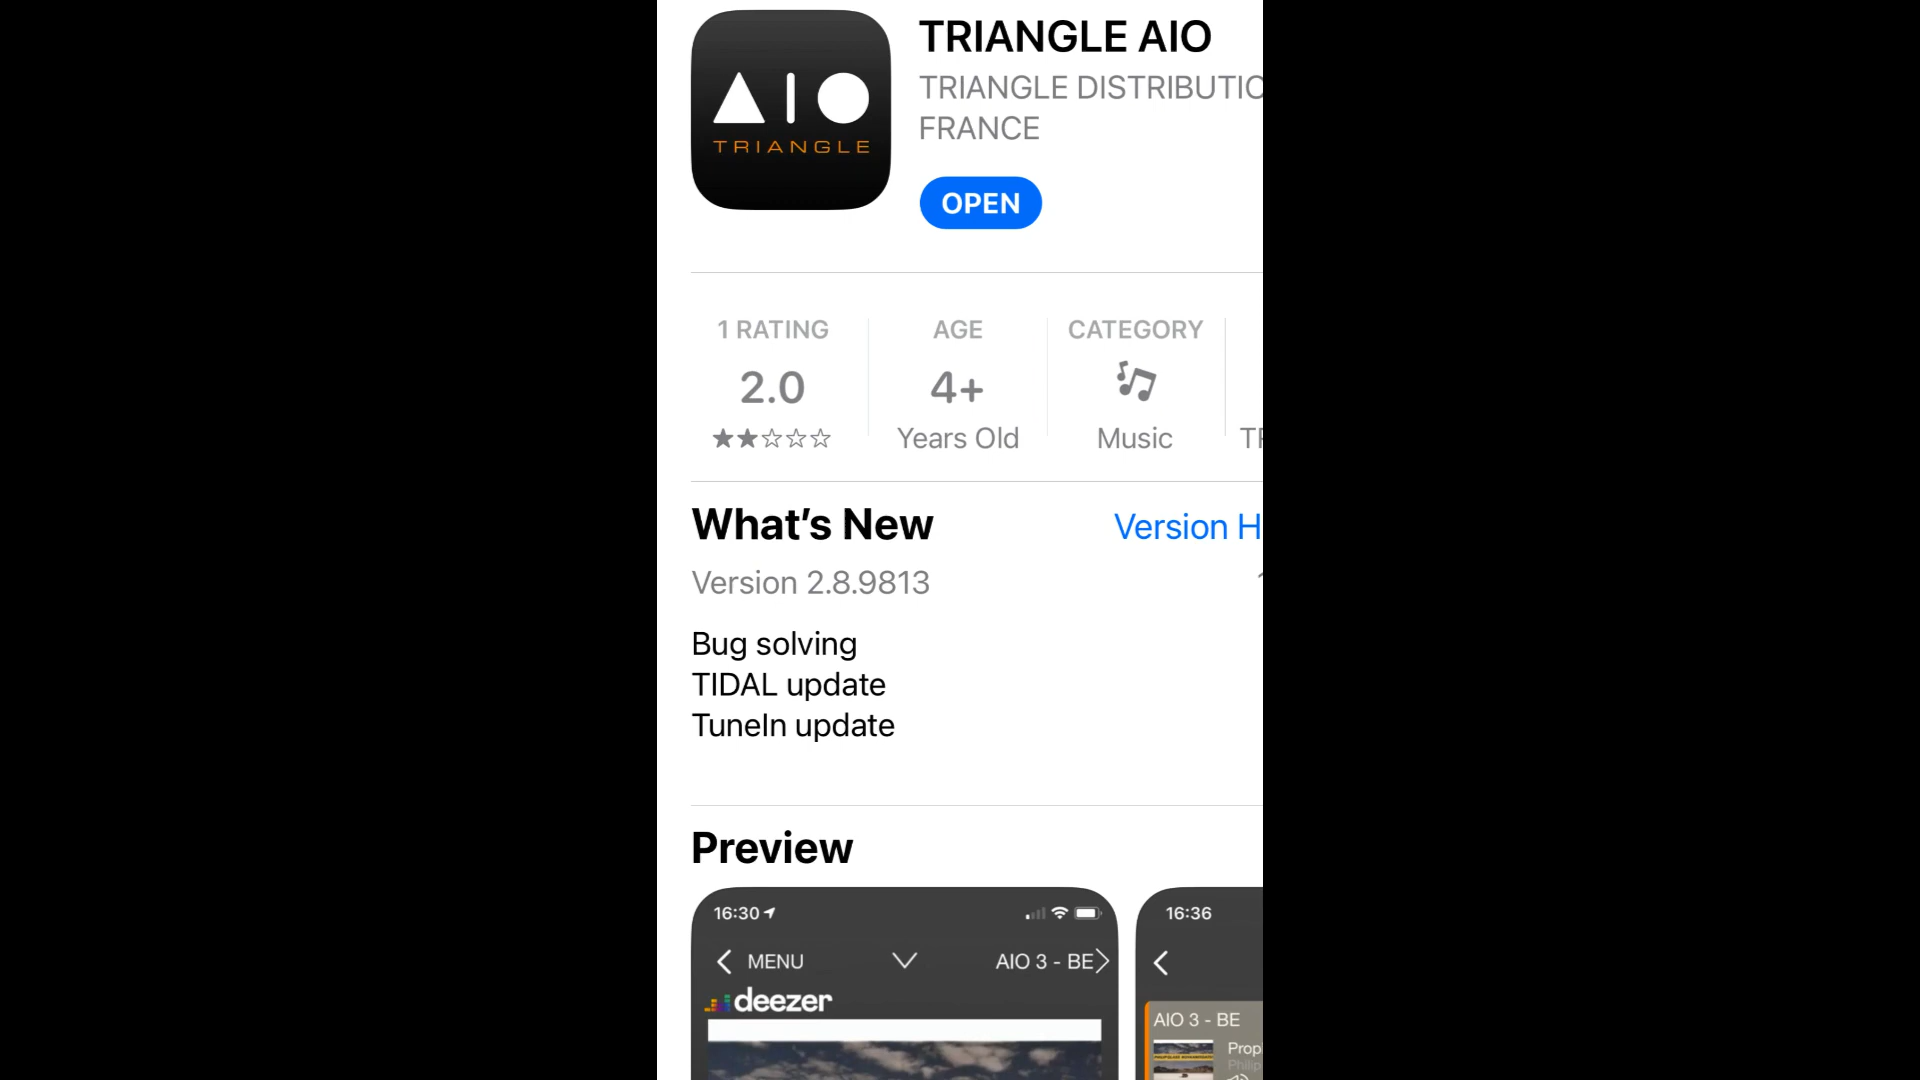 AIO
TRIANGLE
TRIANGLE AIO
TRIANGLE DISTRIBUTIO
FRANCE
OPEN
1 RATING
2.0
AGE
4+
Years Old
CATEGORY
Music
What's New
Version H
Version 2.8.9813
Bug solving
TIDAL update
TuneIn update
Preview
16:30
MENU
AIO 3 - BE
deezer
16:36
AIO 3 - BE
Prop
Philip